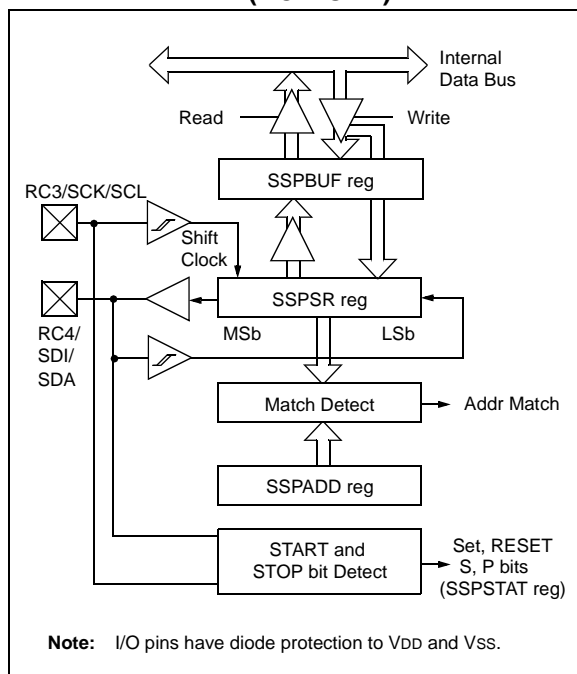 Internal
Data Bus
Read
Write
SSPBUF reg
RC3/SCK/SCL
Shift
Clock
SSPSR reg
MSb
LSb
RC4/
SDI/
SDA
Match Detect
Addr Match
SSPADD reg
START and
STOP bit Detect
Set, RESET
S, P bits
(SSPSTAT reg)
Note: I/O pins have diode protection to VDD and VSS.